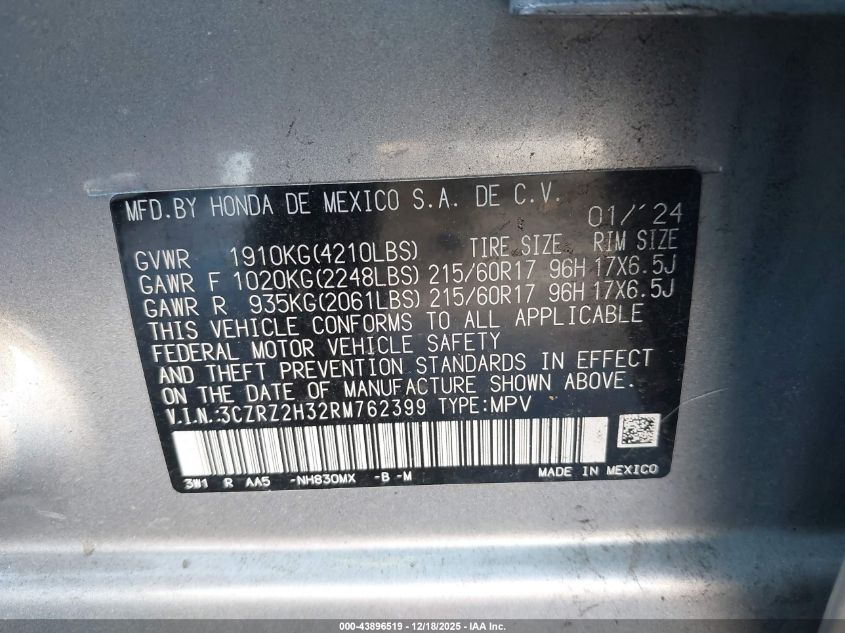 MFD.BY HONDA DE MEXICO S.A. DE C.V.
01/'24
GVWR 1910KG(4210LBS) TIRE SIZE RIM SIZE
GAWR F 1020KG(2248LBS) 215/60R17 96H 17X6.5J
GAWR R 935KG(2061LBS) 215/60R17 96H 17X6.5J
THIS VEHICLE CONFORMS TO ALL APPLICABLE
FEDERAL MOTOR VEHICLE SAFETY
AND THEFT PREVENTION STANDARDS IN EFFECT
ON THE DATE OF MANUFACTURE SHOWN ABOVE.
V.I.N.:3CZRZ2H32RM762399 TYPE:MPV
3W1 R AA5 -NH830MX -B -M MADE IN MEXICO
000-43896519 - 12/18/2025 - IAA Inc.